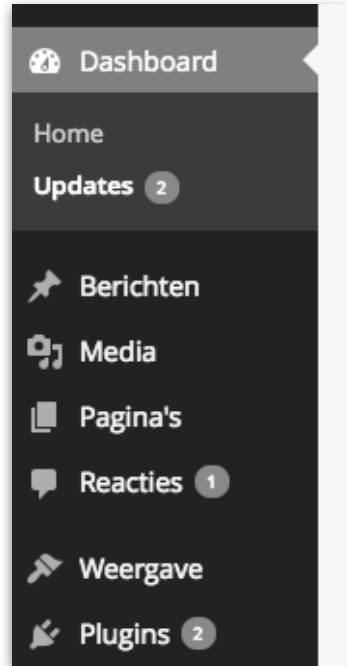 Dashboard
Home
Updates 2
Berichten
Media
Pagina's
Reacties 1
Weergave
Plugins 2